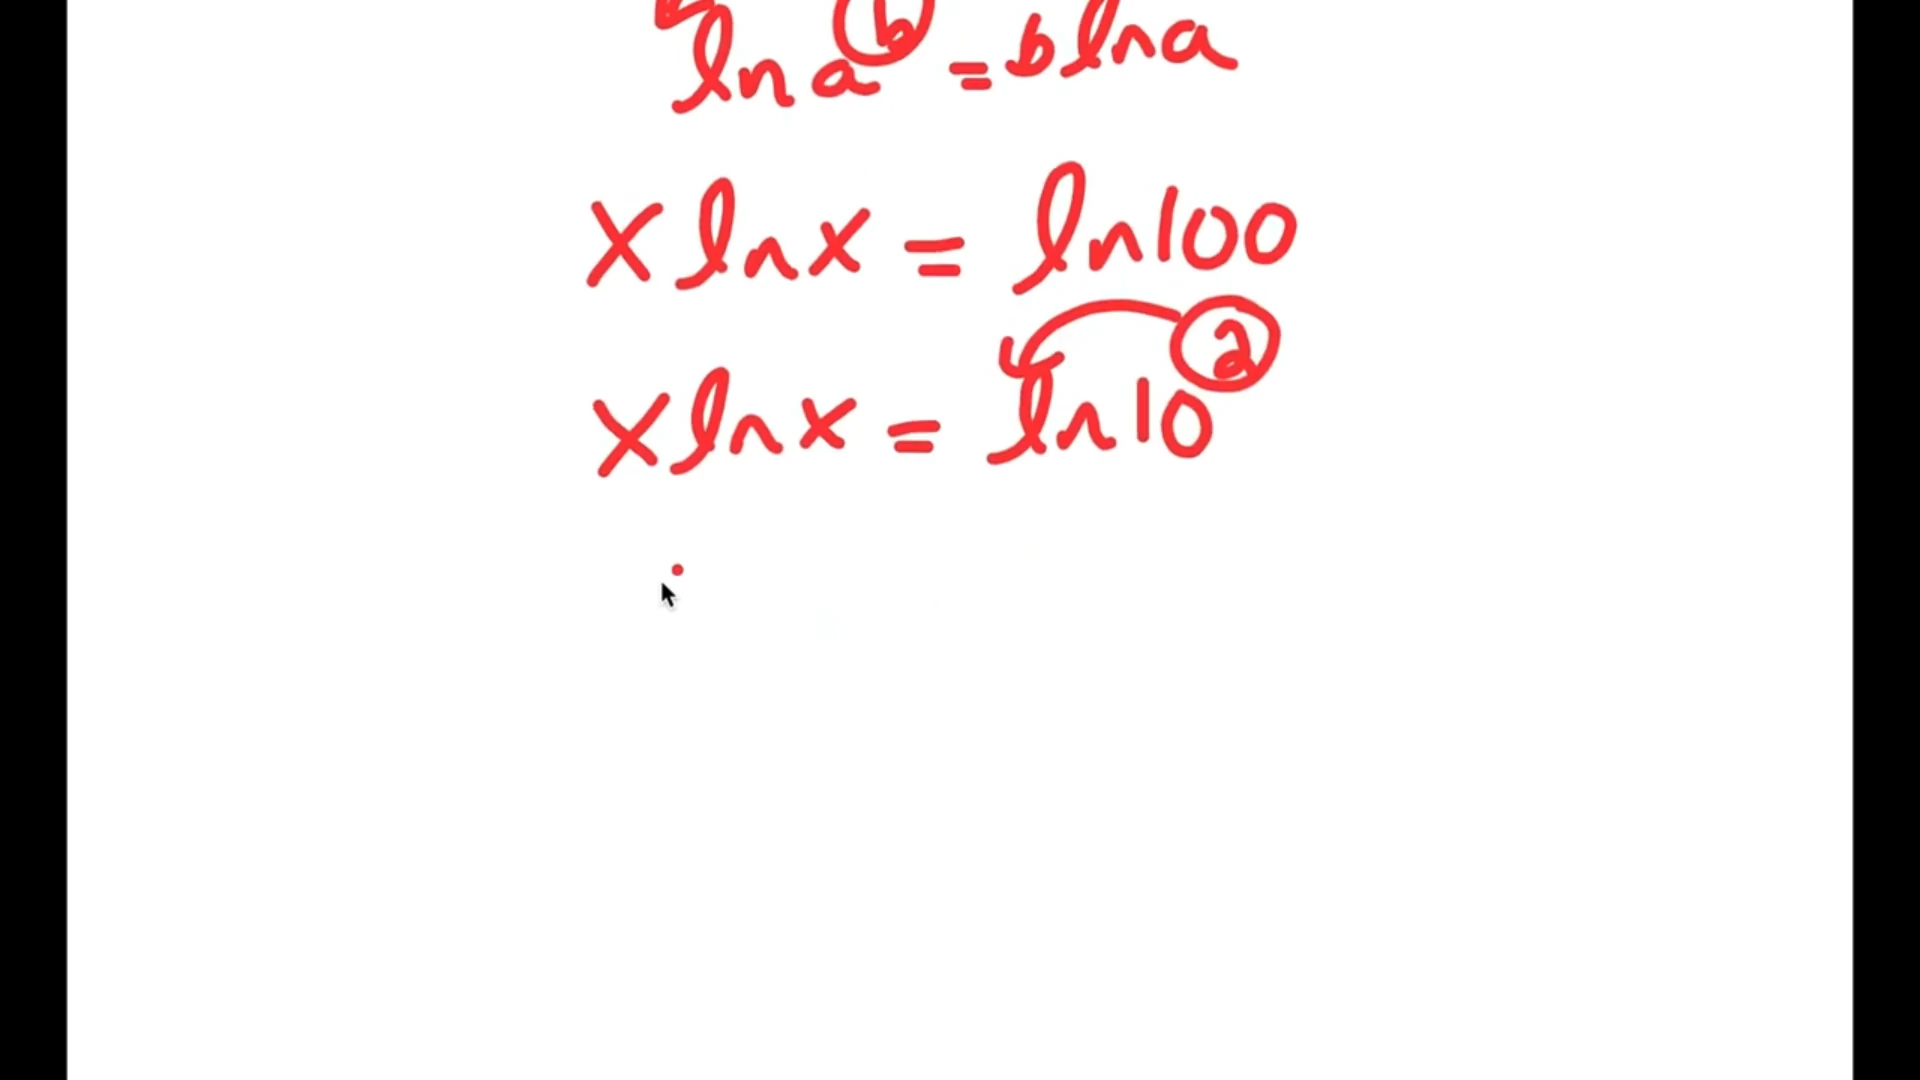 ln a^b = b ln a
x ln x = ln 100
x ln x = ln 10^2